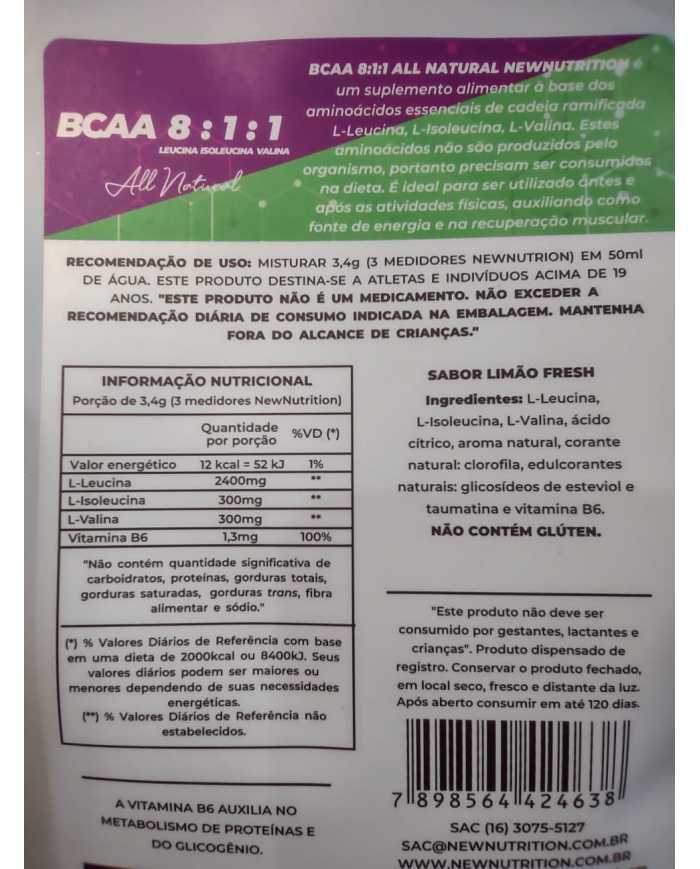 BCAA 8:1:1
LEUCINA ISOLEUCINA VALINA
All Natural
BCAA 8:1:1 ALL NATURAL NEWNUTRITION é
um suplemento alimentar à base dos
aminoácidos essenciais de cadeia ramificada
L-Leucina, L-Isoleucina, L-Valina. Estes
aminoácidos não são produzidos pelo
organismo, portanto precisam ser consumidos
na dieta. É ideal para ser utilizado antes e
após as atividades físicas, auxiliando como
fonte de energia e na recuperação muscular.
RECOMENDAÇÃO DE USO: MISTURAR 3,4g (3 MEDIDORES NEWNUTRION) EM 50ml
DE ÁGUA. ESTE PRODUTO DESTINA-SE A ATLETAS E INDIVÍDUOS ACIMA DE 19
ANOS. "ESTE PRODUTO NÃO É UM MEDICAMENTO. NÃO EXCEDER A
RECOMENDAÇÃO DIÁRIA DE CONSUMO INDICADA NA EMBALAGEM. MANTENHA
FORA DO ALCANCE DE CRIANÇAS."
INFORMAÇÃO NUTRICIONAL
Porção de 3,4g (3 medidores NewNutrition)
Quantidade
por porção %VD (*)
Valor energético 12 kcal = 52 kJ 1%
L-Leucina 2400mg **
L-Isoleucina 300mg **
L-Valina 300mg **
Vitamina B6 1,3mg 100%
"Não contém quantidade significativa de
carboidratos, proteínas, gorduras totais,
gorduras saturadas, gorduras trans, fibra
alimentar e sódio."
(*) % Valores Diários de Referência com base
em uma dieta de 2000kcal ou 8400kJ. Seus
valores diários podem ser maiores ou
menores dependendo de suas necessidades
energéticas.
(**) % Valores Diários de Referência não
estabelecidos.
A VITAMINA B6 AUXILIA NO
METABOLISMO DE PROTEÍNAS E
DO GLICOGÊNIO.
SABOR LIMÃO FRESH
Ingredientes: L-Leucina,
L-Isoleucina, L-Valina, ácido
cítrico, aroma natural, corante
natural: clorofila, edulcorantes
naturais: glicosídeos de esteviol e
taumatina e vitamina B6.
NÃO CONTÉM GLÚTEN.
"Este produto não deve ser
consumido por gestantes, lactantes e
crianças". Produto dispensado de
registro. Conservar o produto fechado,
em local seco, fresco e distante da luz.
Após aberto consumir em até 120 dias.
7 898564 424638
SAC (16) 3075-5127
SAC@NEWNUTRITION.COM.BR
WWW.NEWNUTRITION.COM.BR